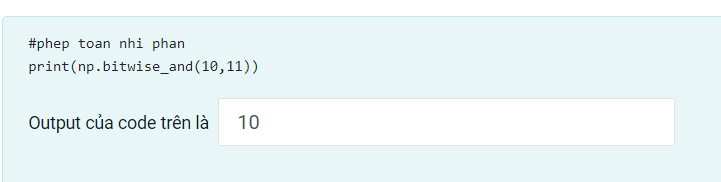 #phep toan nhi phan
print(np.bitwise_and(10,11))
Output của code trên là 10